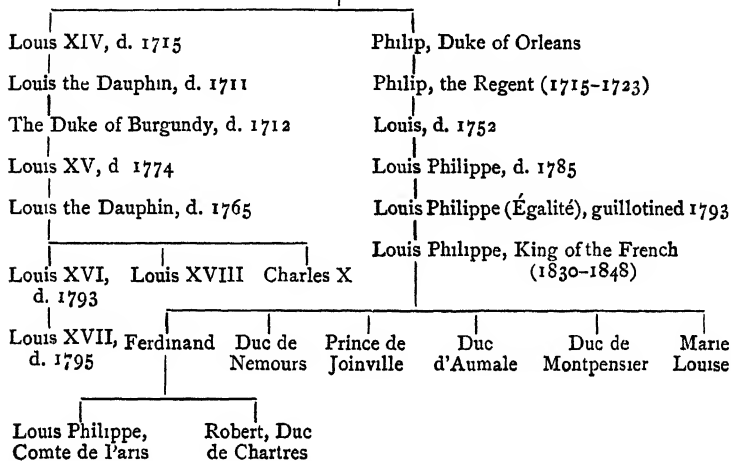 Louis XIV, d. 1715
Philip, Duke of Orleans
Louis the Dauphin, d. 1711
Philip, the Regent (1715–1723)
The Duke of Burgundy, d. 1712
Louis, d. 1752
Louis XV, d 1774
Louis Philippe, d. 1785
Louis the Dauphin, d. 1765
Louis Philippe (Égalité), guillotined 1793
Louis Philippe, King of the French
(1830–1848)
Louis XVI,
d. 1793
Louis XVIII
Charles X
Louis XVII,
d. 1795
Ferdinand
Duc de
Nemours
Prince de
Joinville
Duc
d'Aumale
Duc de
Montpensier
Marie
Louise
Louis Philippe,
Comte de Paris
Robert, Duc
de Chartres